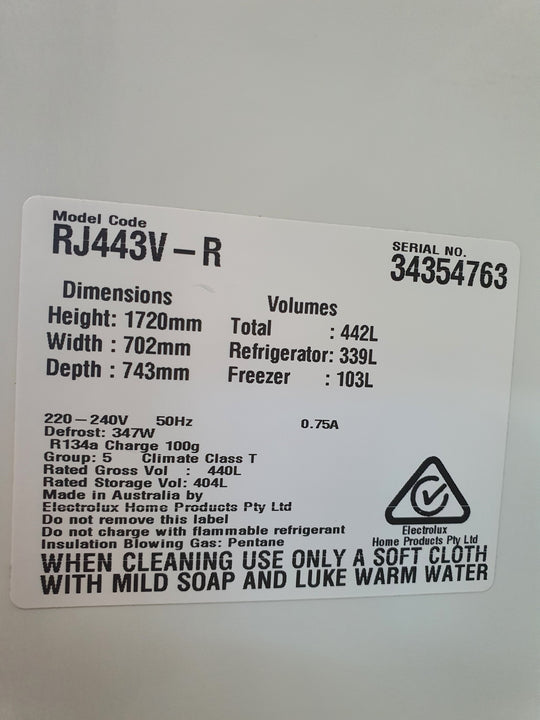 Model Code
RJ443V-R
SERIAL NO.
34354763
Dimensions
Height: 1720mm
Width : 702mm
Depth : 743mm
Volumes
Total : 442L
Refrigerator: 339L
Freezer : 103L
220-240V 50Hz 0.75A
Defrost: 347W
R134a Charge 100g
Group: 5 Climate Class T
Rated Gross Vol : 440L
Rated Storage Vol: 404L
Made in Australia by
Electrolux Home Products Pty Ltd
Do not remove this label
Do not charge with flammable refrigerant
Insulation Blowing Gas: Pentane
Electrolux
Home Products Pty Ltd
WHEN CLEANING USE ONLY A SOFT CLOTH
WITH MILD SOAP AND LUKE WARM WATER